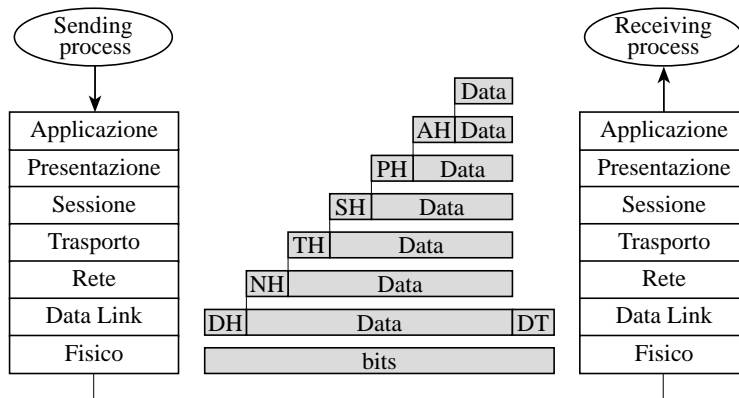 Sending
process
Receiving
process
Data
Applicazione
AH Data
Applicazione
Presentazione
PH Data
Presentazione
Sessione
SH Data
Sessione
Trasporto
TH Data
Trasporto
Rete
NH Data
Rete
Data Link
DH Data DT
Data Link
Fisico
bits
Fisico